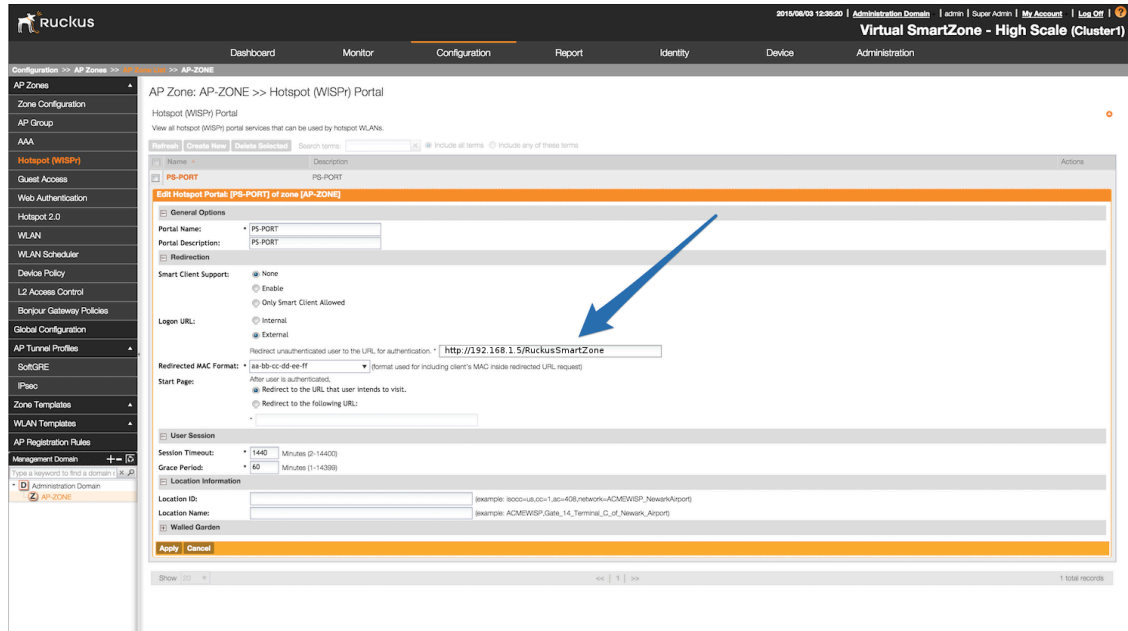 RUCKUS
2015/08/03 12:35:20 | Administration Domain | admin | Super Admin | My Account | Log Off | ?
Virtual SmartZone - High Scale (Cluster1)
Dashboard Monitor Configuration Report Identity Device Administration
Configuration >> AP Zones >> AP Zone List >> AP-ZONE
AP Zones
Zone Configuration
AP Group
AAA
Hotspot (WISPr)
Guest Access
Web Authentication
Hotspot 2.0
WLAN
WLAN Scheduler
Device Policy
L2 Access Control
Bonjour Gateway Policies
Global Configuration
AP Tunnel Profiles
SoftGRE
IPsec
Zone Templates
WLAN Templates
AP Registration Rules
Management Domain
Type a keyword to find a domain
D Administration Domain
Z AP-ZONE
AP Zone: AP-ZONE >> Hotspot (WISPr) Portal
Hotspot (WISPr) Portal
View all hotspot (WISPr) portal services that can be used by hotspot WLANs.
Refresh Create New Delete Selected Search terms: x Include all terms Include any of these terms
Name Description Actions
PS-PORT PS-PORT
Edit Hotspot Portal: [PS-PORT] of zone [AP-ZONE]
General Options
Portal Name: * PS-PORT
Portal Description: PS-PORT
Redirection
Smart Client Support: None
Enable
Only Smart Client Allowed
Logon URL: Internal
External
Redirect unauthenticated user to the URL for authentication. * http://192.168.1.5/RuckusSmartZone
Redirected MAC Format: * aa-bb-cc-dd-ee-ff (format used for including client's MAC inside redirected URL request)
Start Page: After user is authenticated,
Redirect to the URL that user intends to visit.
Redirect to the following URL:
*
User Session
Session Timeout: * 1440 Minutes (2-14400)
Grace Period: * 60 Minutes (1-14399)
Location Information
Location ID: (example: isocc=us,cc=1,ac=408,network=ACMEWISP_NewarkAirport)
Location Name: (example: ACMEWISP,Gate_14_Terminal_C_of_Newark_Airport)
Walled Garden
Apply Cancel
Show 20 << | 1 | >> 1 total records